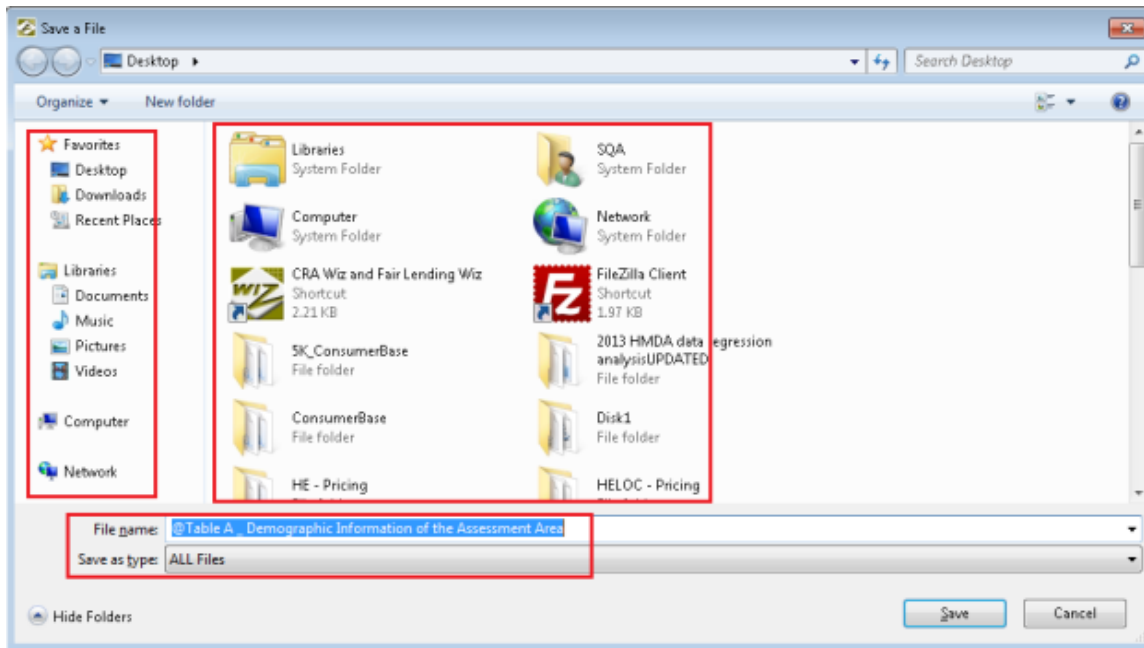 Save a File
Desktop
Search Desktop
Organize
New folder
Favorites
Desktop
Downloads
Recent Places
Libraries
Documents
Music
Pictures
Videos
Computer
Network
Libraries
System Folder
SQA
System Folder
Computer
System Folder
Network
System Folder
CRA Wiz and Fair Lending Wiz
Shortcut
2.21 KB
FileZilla Client
Shortcut
1.97 KB
5K_ConsumerBase
File folder
2013 HMDA data regression
analysisUPDATED
File folder
ConsumerBase
File folder
Disk1
File folder
HE - Pricing
HELOC - Pricing
File name: @Table A _ Demographic Information of the Assessment Area
Save as type: ALL Files
Hide Folders
Save
Cancel